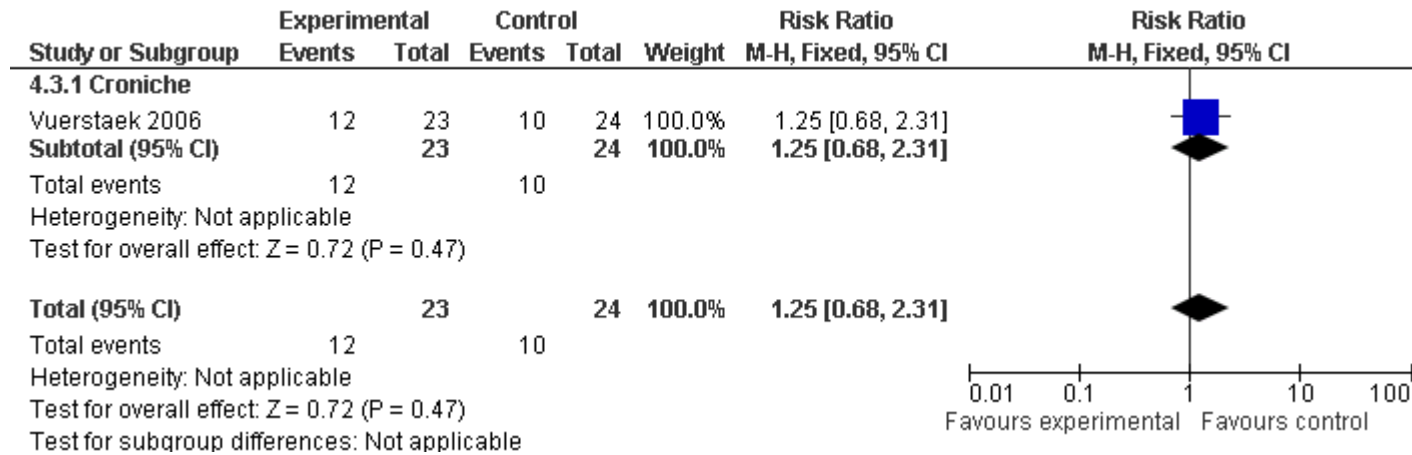 Experimental Control Risk Ratio Risk Ratio
Study or Subgroup Events Total Events Total Weight M-H, Fixed, 95% CI M-H, Fixed, 95% CI
4.3.1 Croniche
Vuerstaek 2006 12 23 10 24 100.0% 1.25 [0.68, 2.31]
Subtotal (95% CI) 23 24 100.0% 1.25 [0.68, 2.31]
Total events 12 10
Heterogeneity: Not applicable
Test for overall effect: Z = 0.72 (P = 0.47)
Total (95% CI) 23 24 100.0% 1.25 [0.68, 2.31]
Total events 12 10
Heterogeneity: Not applicable
Test for overall effect: Z = 0.72 (P = 0.47)
Test for subgroup differences: Not applicable
0.01 0.1 1 10 100
Favours experimental Favours control